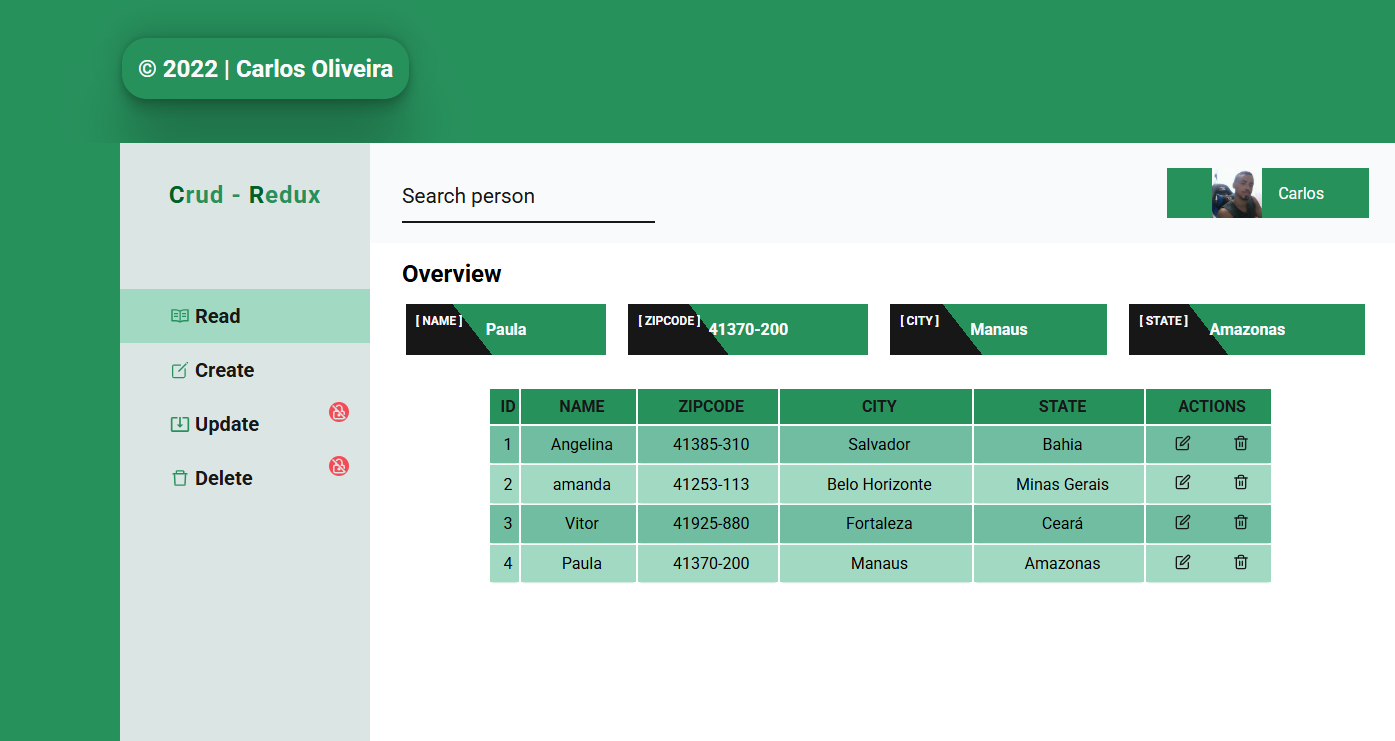 © 2022 | Carlos Oliveira
Crud - Redux
Search person
Carlos
Read
Create
Update
Delete
Overview
[ NAME ] Paula
[ ZIPCODE ] 41370-200
[ CITY ] Manaus
[ STATE ] Amazonas
ID NAME ZIPCODE CITY STATE ACTIONS
1 Angelina 41385-310 Salvador Bahia
2 amanda 41253-113 Belo Horizonte Minas Gerais
3 Vitor 41925-880 Fortaleza Ceará
4 Paula 41370-200 Manaus Amazonas